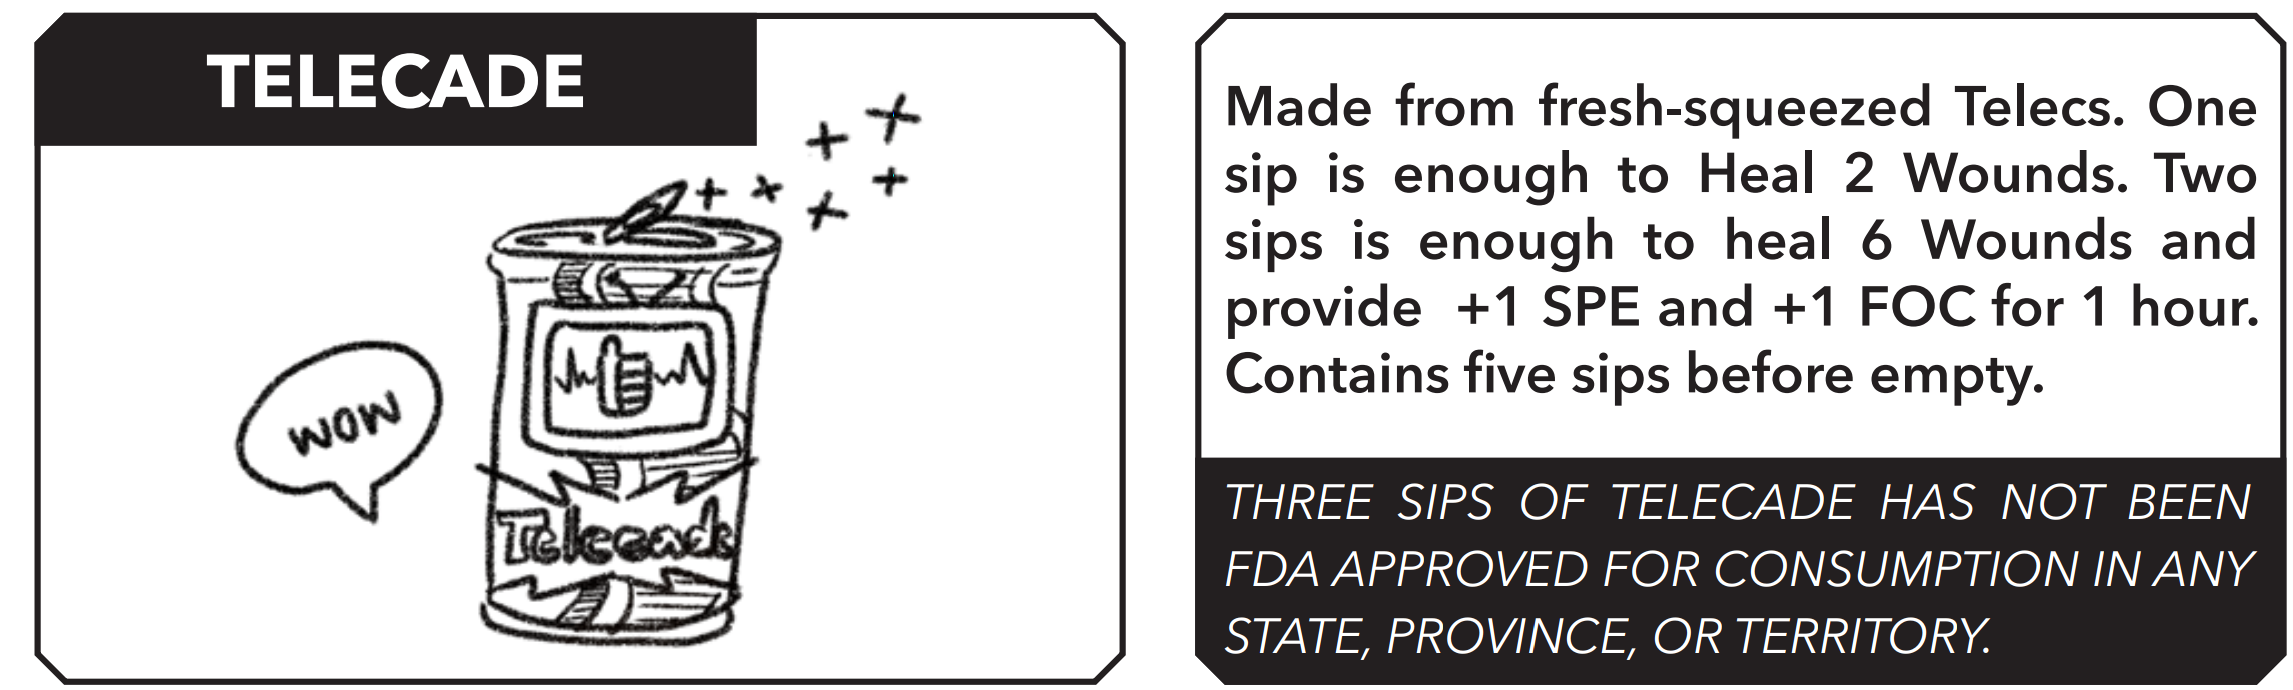 TELECADE
WOW
Telecade
Made from fresh-squeezed Telecs. One
sip is enough to Heal 2 Wounds. Two
sips is enough to heal 6 Wounds and
provide +1 SPE and +1 FOC for 1 hour.
Contains five sips before empty.
THREE SIPS OF TELECADE HAS NOT BEEN
FDA APPROVED FOR CONSUMPTION IN ANY
STATE, PROVINCE, OR TERRITORY.